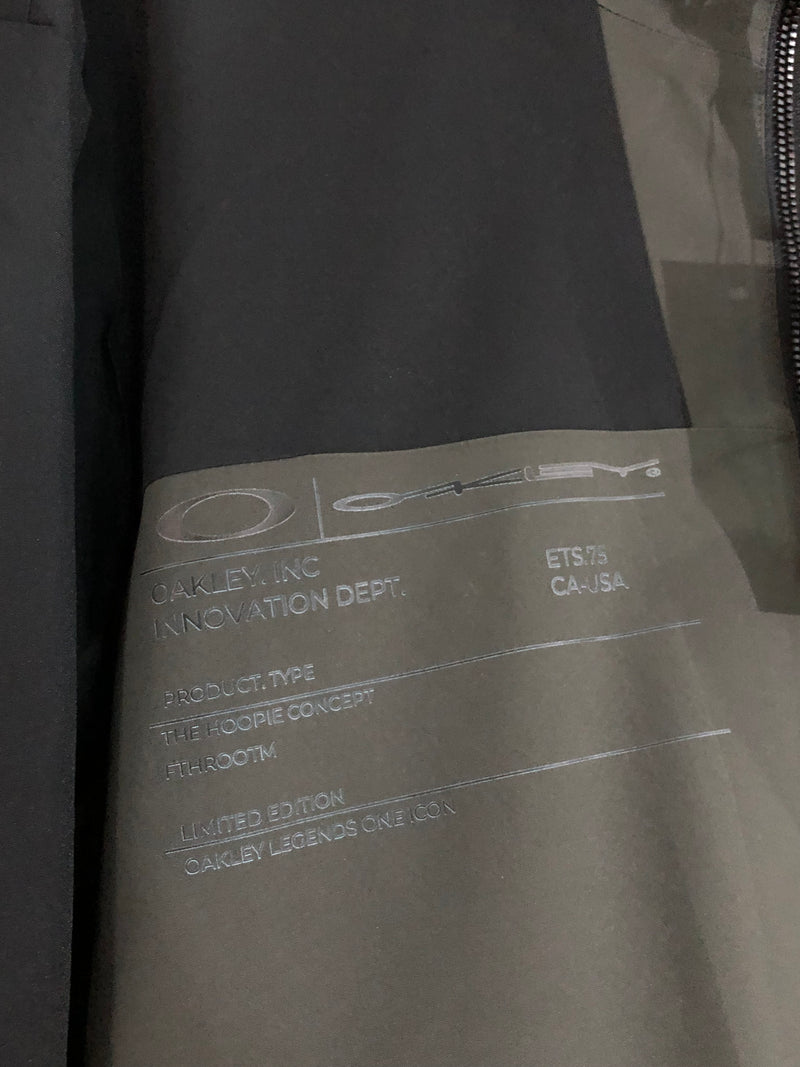 OAKLEY.
OAKLEY. INC
INNOVATION DEPT.
ETS.75
CA-USA
PRODUCT. TYPE
THE HOOPIE CONCEPT
FTHROOTM
LIMITED EDITION
OAKLEY LEGENDS ONE ICON